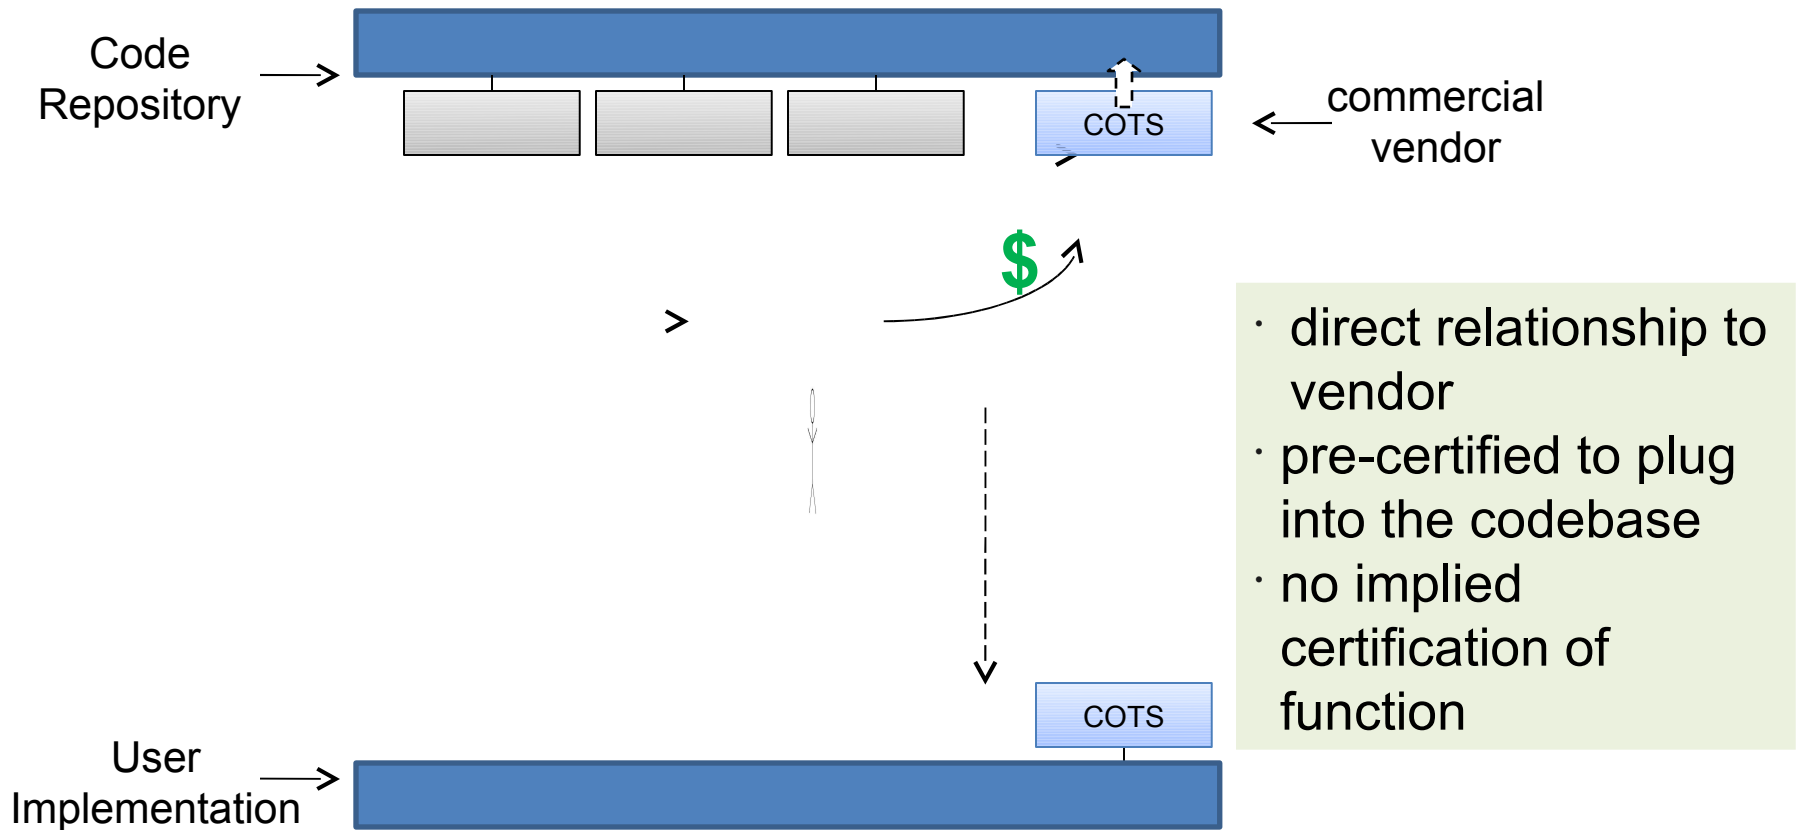 Code
Repository
COTS
commercial
vendor
$
· direct relationship to
vendor
· pre-certified to plug
into the codebase
· no implied
certification of
function
COTS
User
Implementation